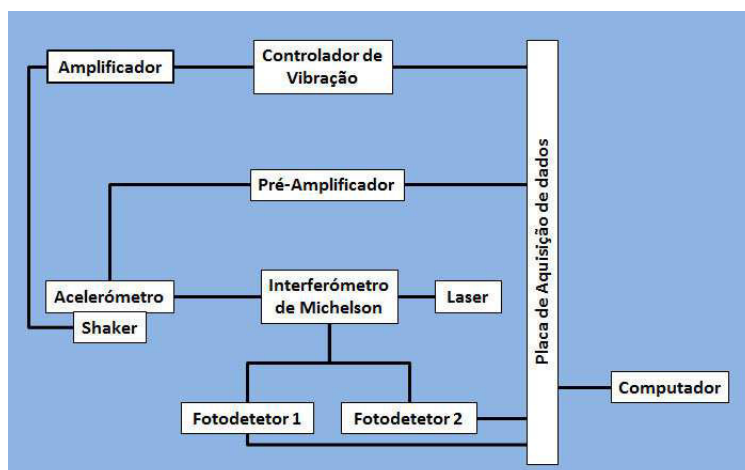 Amplificador
Controlador de
Vibração
Pré-Amplificador
Acelerómetro
Shaker
Interferómetro
de Michelson
Laser
Placa de Aquisição de dados
Computador
Fotodetetor 1
Fotodetetor 2